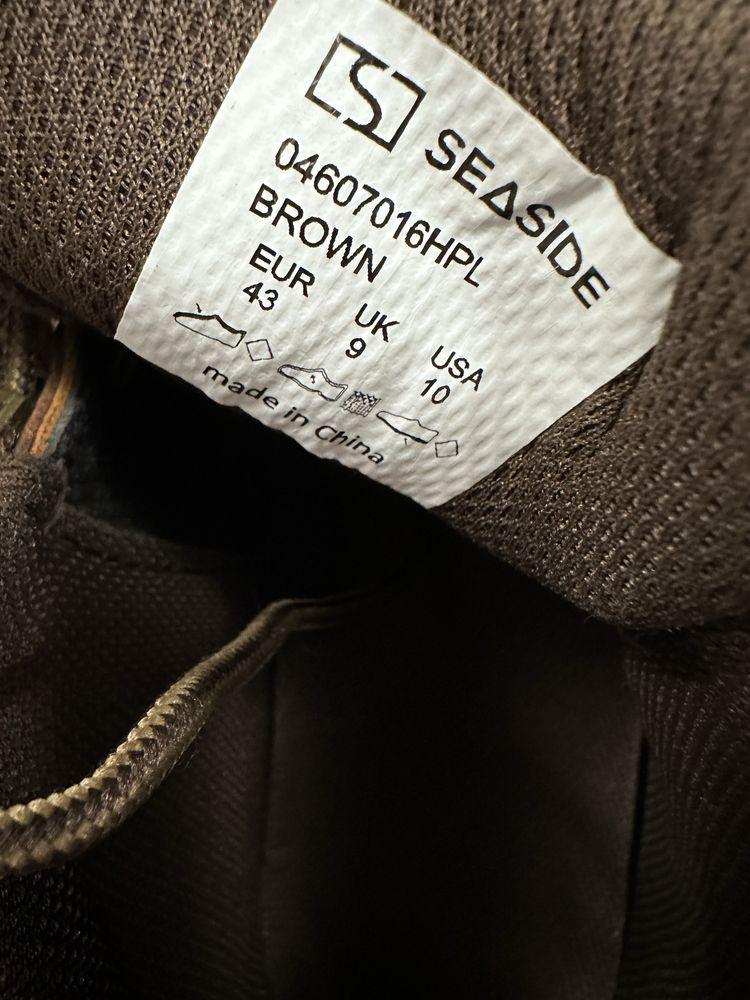 SEASIDE
04607016HPL
BROWN
EUR UK USA
43 9 10
made in China